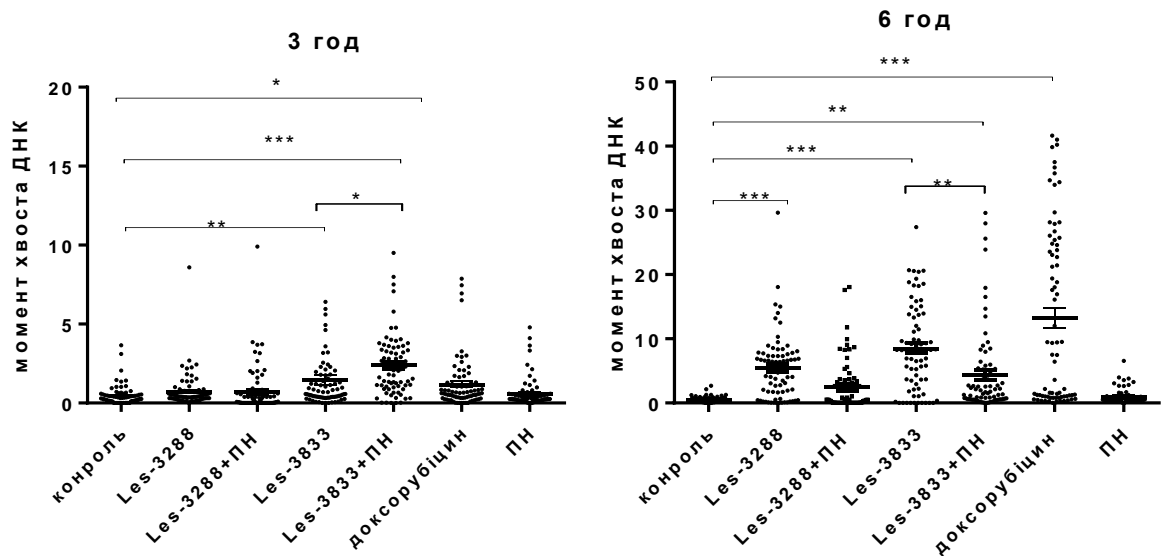 3 год
момент хвоста ДНК
20
15
10
5
0
*
***
*
**
конроль
Les-3288
Les-3288+ПН
Les-3833
Les-3833+ПН
доксорубіцин
ПН
6 год
момент хвоста ДНК
50
40
30
20
10
0
***
**
***
**
***
конроль
Les-3288
Les-3288+ПН
Les-3833
Les-3833+ПН
доксорубіцин
ПН